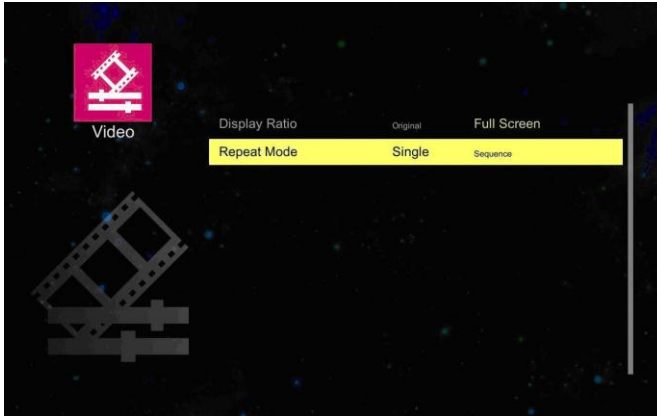 Video
Display Ratio Original Full Screen
Repeat Mode Single Sequence